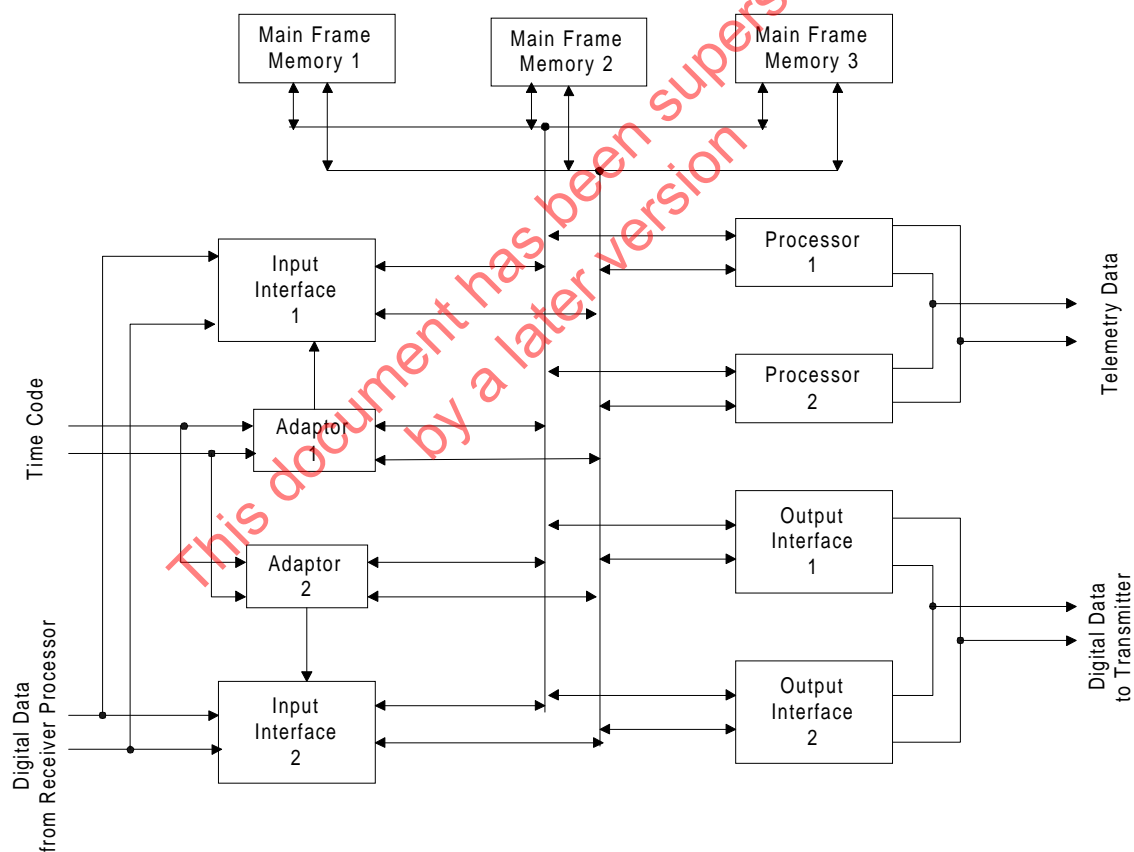 Main Frame
Memory 1
Main Frame
Memory 2
Main Frame
Memory 3
Input
Interface
1
Processor
1
Processor
2
Telemetry Data
Time Code
Adaptor
1
Adaptor
2
Output
Interface
1
Input
Interface
2
Output
Interface
2
Digital Data
to Transmitter
Digital Data
from Receiver Processor
This document has been supers
by a later version